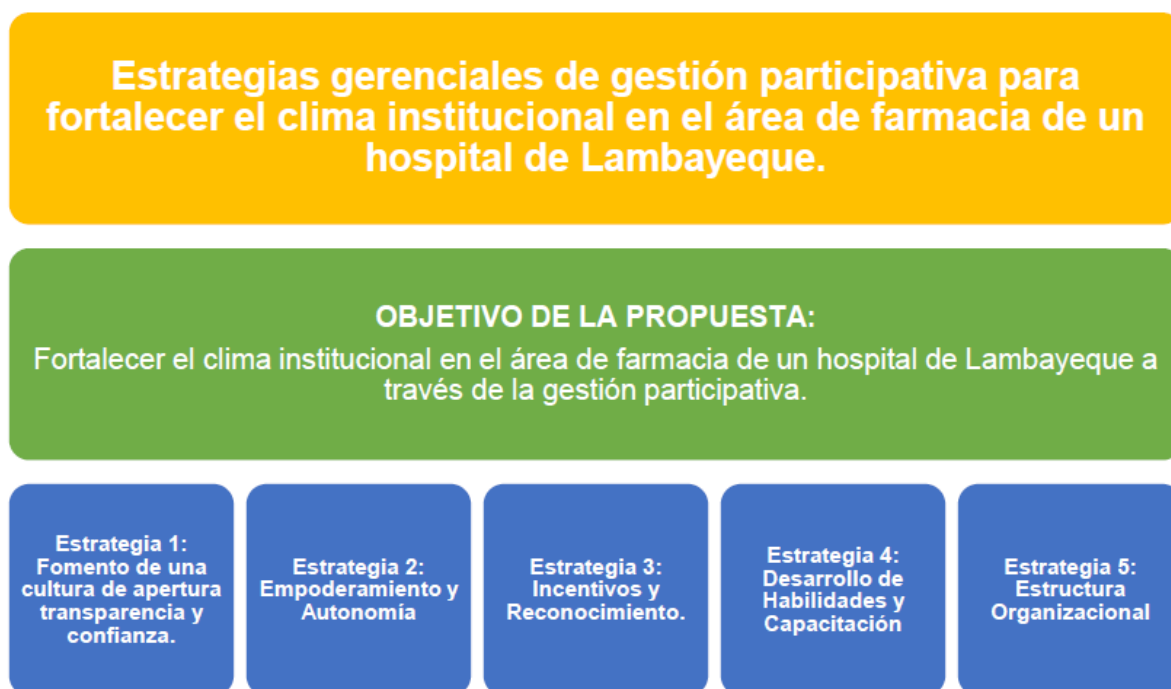 Estrategias gerenciales de gestión participativa para
fortalecer el clima institucional en el área de farmacia de un
hospital de Lambayeque.
OBJETIVO DE LA PROPUESTA:
Fortalecer el clima institucional en el área de farmacia de un hospital de Lambayeque a
través de la gestión participativa.
Estrategia 1:
Fomento de una
cultura de apertura
transparencia y
confianza.
Estrategia 2:
Empoderamiento y
Autonomía
Estrategia 3:
Incentivos y
Reconocimiento.
Estrategia 4:
Desarrollo de
Habilidades y
Capacitación
Estrategia 5:
Estructura
Organizacional